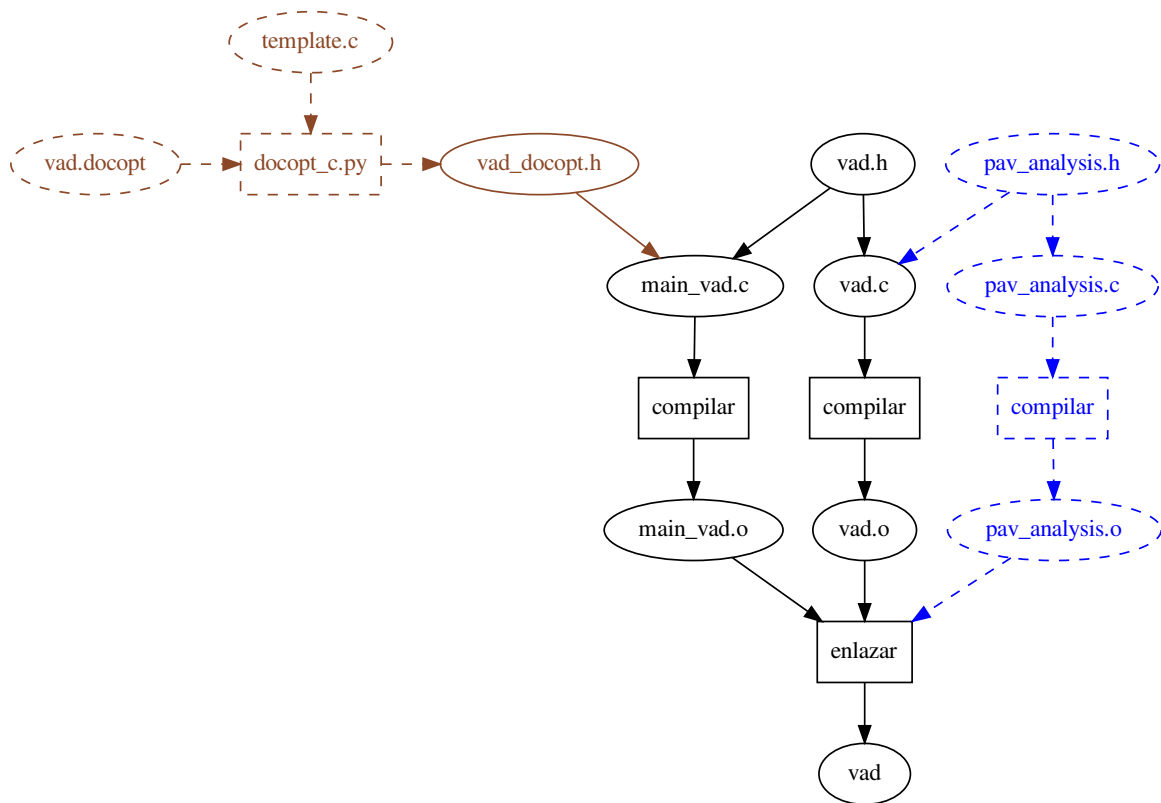 template.c
vad.docopt
docopt_c.py
vad_docopt.h
vad.h
pav_analysis.h
main_vad.c
vad.c
pav_analysis.c
compilar
compilar
compilar
main_vad.o
vad.o
pav_analysis.o
enlazar
vad